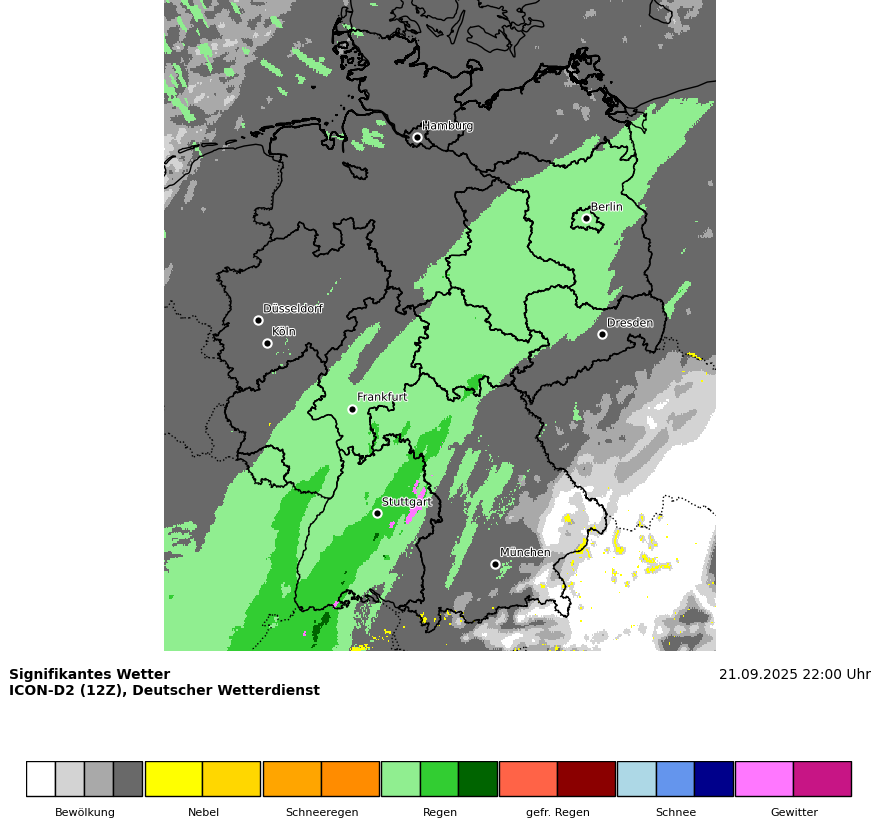 Hamburg
Berlin
Düsseldorf
Köln
Dresden
Frankfurt
Stuttgart
München
Signifikantes Wetter
21.09.2025 22:00 Uhr
ICON-D2 (12Z), Deutscher Wetterdienst
Bewölkung
Nebel
Schneeregen
Regen
gefr. Regen
Schnee
Gewitter